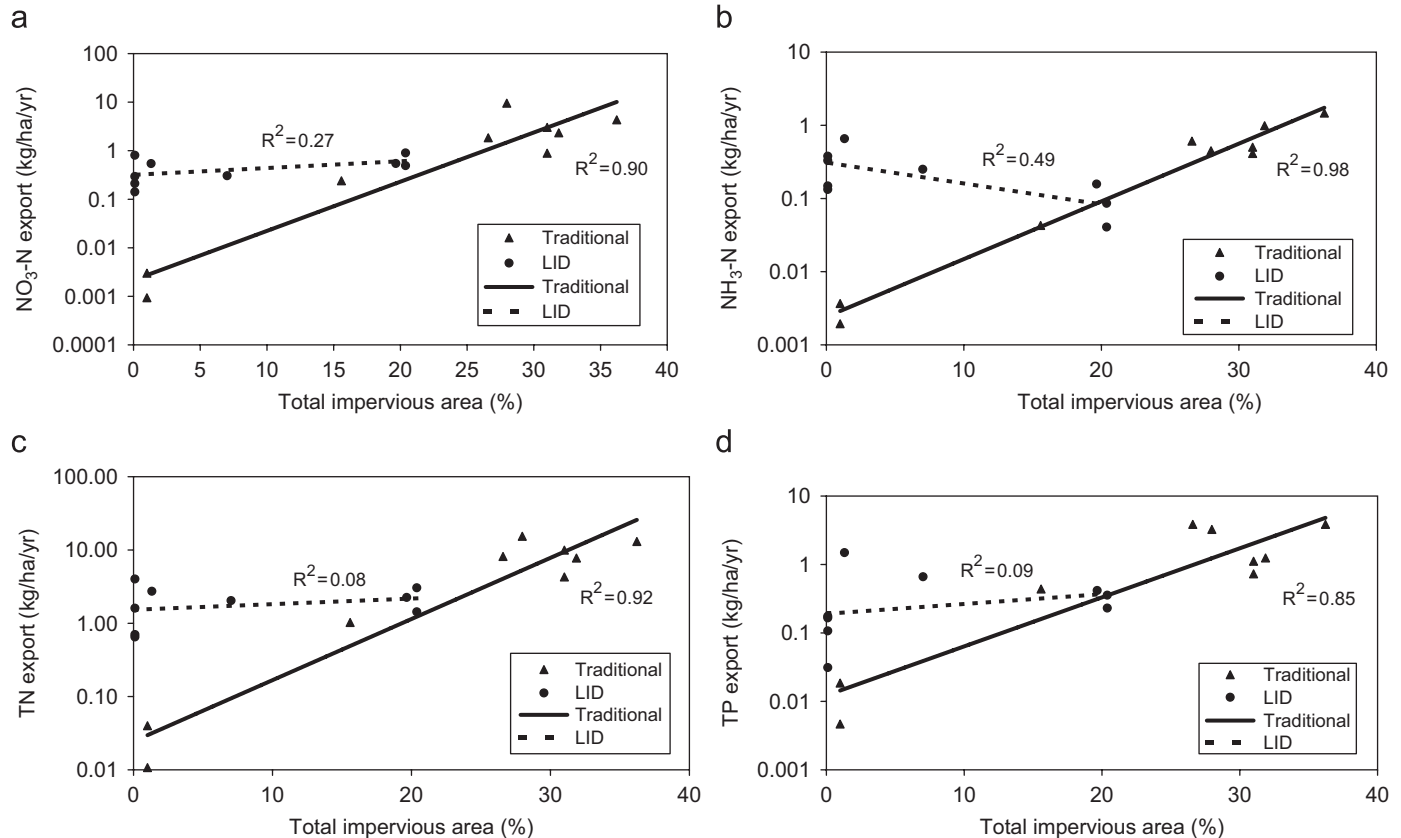 a
NO3-N export (kg/ha/yr)
100
10
1
0.1
0.01
0.001
0.0001
R2=0.27
R2=0.90
Traditional
LID
Traditional
LID
0 5 10 15 20 25 30 35 40
Total impervious area (%)
b
NH3-N export (kg/ha/yr)
10
1
0.1
0.01
0.001
R2=0.49
R2=0.98
Traditional
LID
Traditional
LID
0 10 20 30 40
Total impervious area (%)
c
TN export (kg/ha/yr)
100.00
10.00
1.00
0.10
0.01
R2=0.08
R2=0.92
Traditional
LID
Traditional
LID
0 10 20 30 40
Total impervious area (%)
d
TP export (kg/ha/yr)
10
1
0.1
0.01
0.001
R2=0.09
R2=0.85
Traditional
LID
Traditional
LID
0 10 20 30 40
Total impervious area (%)